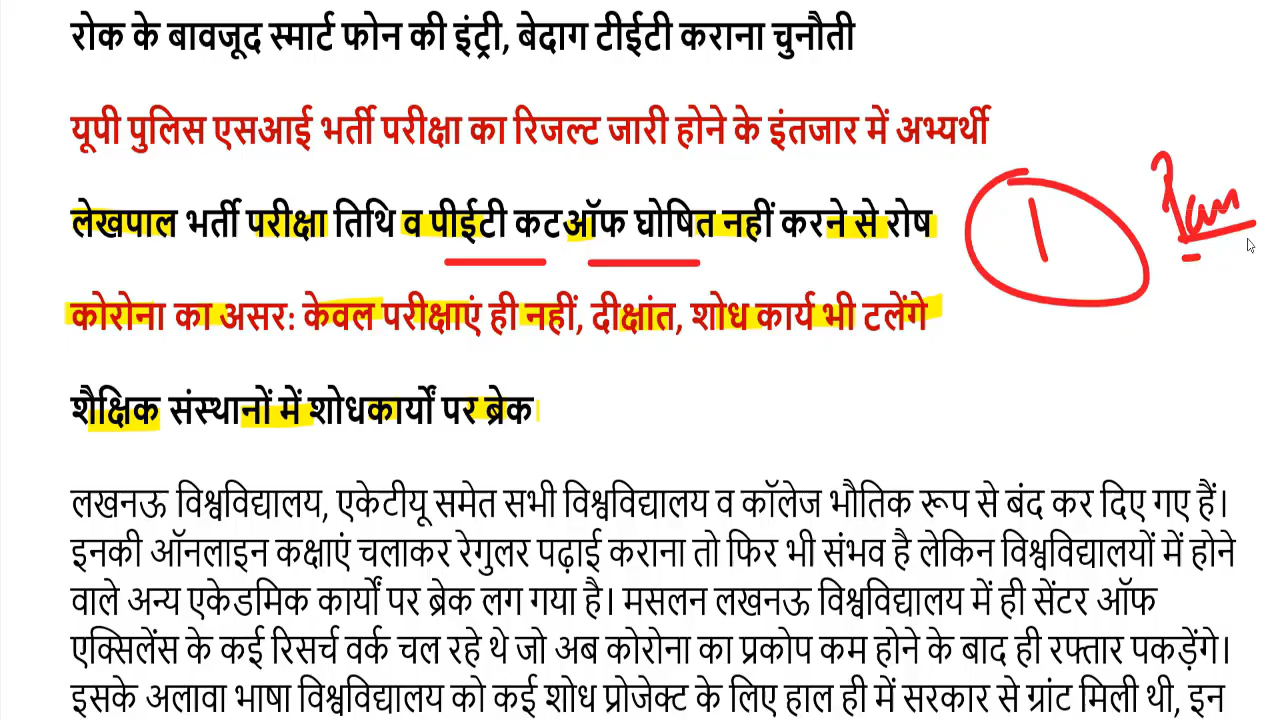 रोक के बावजूद स्मार्ट फोन की इंट्री, बेदाग टीईटी कराना चुनौती
यूपी पुलिस एसआई भर्ती परीक्षा का रिजल्ट जारी होने के इंतजार में अभ्यर्थी
लेखपाल भर्ती परीक्षा तिथि व पीईटी कटऑफ घोषित नहीं करने से रोष
1
कोरोना का असर: केवल परीक्षाएं ही नहीं, दीक्षांत, शोध कार्य भी टलेंगे
शैक्षिक संस्थानों में शोधकार्यों पर ब्रेक
लखनऊ विश्वविद्यालय, एकेटीयू समेत सभी विश्वविद्यालय व कॉलेज भौतिक रूप से बंद कर दिए गए हैं।
इनकी ऑनलाइन कक्षाएं चलाकर रेगुलर पढ़ाई कराना तो फिर भी संभव है लेकिन विश्वविद्यालयों में होने
वाले अन्य एकेडमिक कार्यों पर ब्रेक लग गया है। मसलन लखनऊ विश्वविद्यालय में ही सेंटर ऑफ
एक्सिलेंस के कई रिसर्च वर्क चल रहे थे जो अब कोरोना का प्रकोप कम होने के बाद ही रफ्तार पकड़ेंगे।
इसके अलावा भाषा विश्वविद्यालय को कई शोध प्रोजेक्ट के लिए हाल ही में सरकार से ग्रांट मिली थी, इन